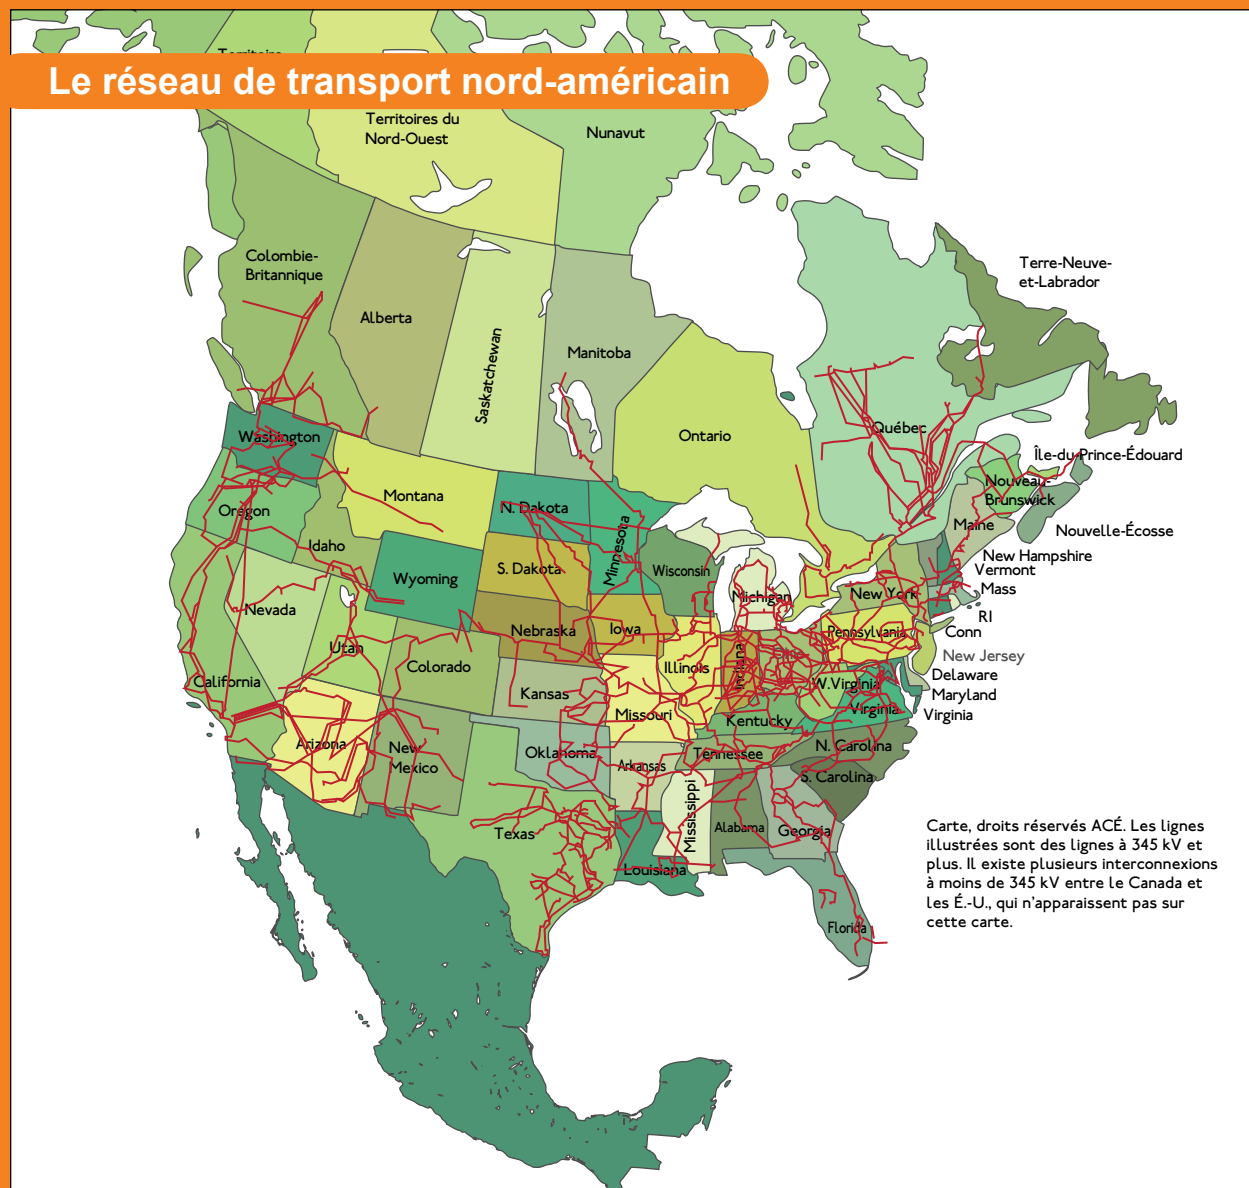 Territoire
Le réseau de transport nord-américain
Territoires du
Nord-Ouest
Nunavut
Colombie-
Britannique
Terre-Neuve-
et-Labrador
Alberta
Saskatchewan
Manitoba
Ontario
Québec
Washington
Île-du-Prince-Édouard
Montana
Nouveau-
Brunswick
Oregon
N. Dakota
Maine
Nouvelle-Écosse
Idaho
Minnesota
New Hampshire
Vermont
Wyoming
S. Dakota
Wisconsin
Mass
Michigan
New York
Nevada
RI
Nebraska
Iowa
Pennsylvania
Conn
Utah
Ohio
New Jersey
Colorado
Illinois
Indiana
Delaware
California
Kansas
W.Virginia
Maryland
Missouri
Virginia
Virginia
Kentucky
Arizona
New
Mexico
Oklahoma
Arkansas
Tennessee
N. Carolina
S. Carolina
Mississippi
Texas
Alabama
Georgia
Louisiana
Florida
Carte, droits réservés ACÉ. Les lignes
illustrées sont des lignes à 345 kV et
plus. Il existe plusieurs interconnexions
à moins de 345 kV entre le Canada et
les É.-U., qui n'apparaissent pas sur
cette carte.